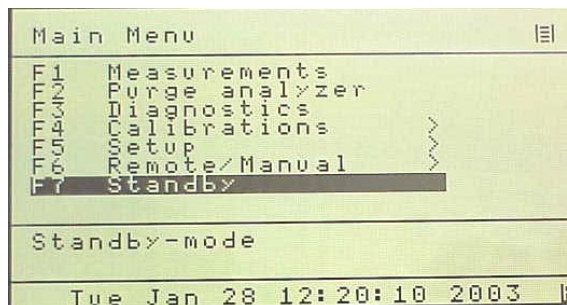 Main Menu
F1 Measurements
F2 Purge analyzer
F3 Diagnostics
F4 Calibrations >
F5 Setup >
F6 Remote/Manual >
F7 Standby
Standby-mode
Tue Jan 28 12:20:10 2003